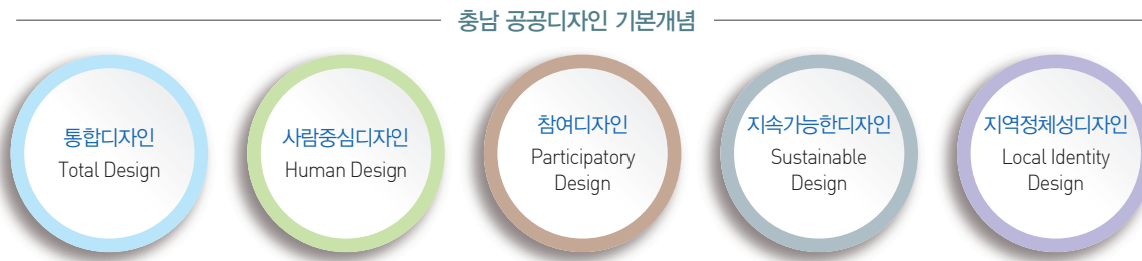 충남 공공디자인 기본개념
통합디자인
Total Design
사람중심디자인
Human Design
참여디자인
Participatory
Design
지속가능한디자인
Sustainable
Design
지역정체성디자인
Local Identity
Design